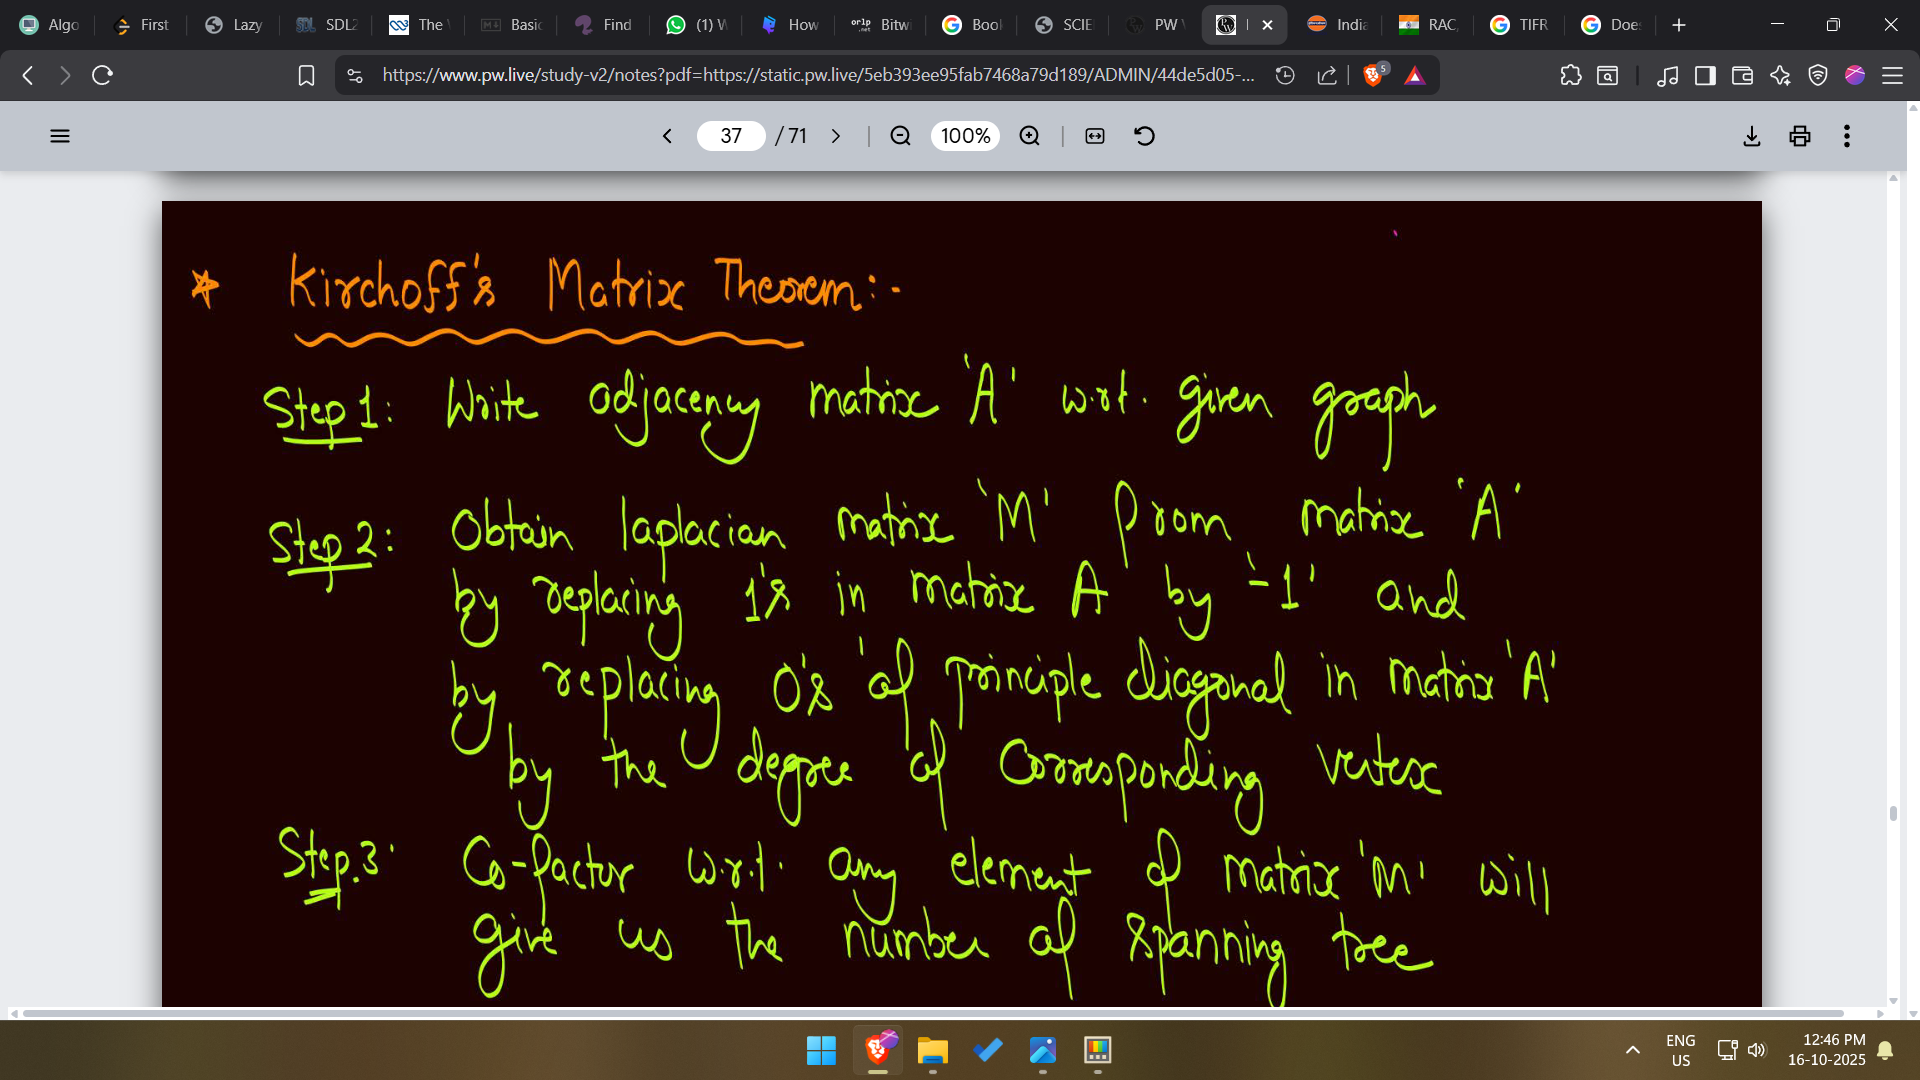 Algo
First
Lazy
SDL2
The
Basic
Find
(1) W
How
Bitw
Book
SCIE
PW
India
RAC,
TIFR
Does
https://www.pw.live/study-v2/notes?pdf=https://static.pw.live/5eb393ee95fab7468a79d189/ADMIN/44de5d05-...
5
37 / 71
100%
* Kirchoff's Matrix Theorem:-
Step 1: Write adjacency matrix 'A' w.r.t. given graph
Step 2: Obtain laplacian matrix 'M' from matrix 'A'
by replacing 1's in matrix A by '-1' and
by replacing 0's of principle diagonal in matrix 'A'
by the degree of corresponding vertex
Step.3: Co-factor w.r.t. any element of matrix 'M' will
give us the number of spanning tree
ENG
US
12:46 PM
16-10-2025